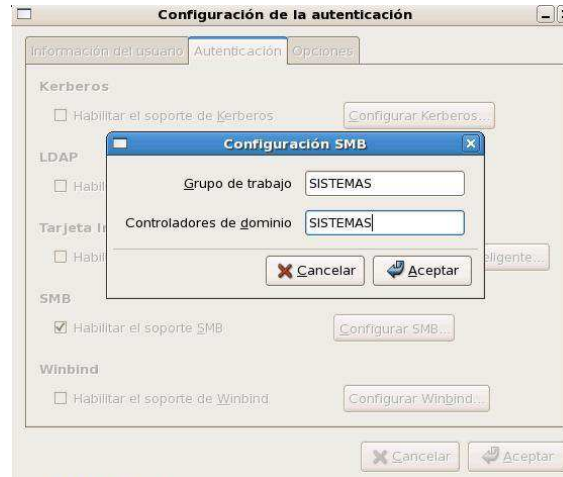 Configuración de la autenticación
Información del usuario Autenticación Opciones
Kerberos
Habilitar el soporte de Kerberos Configurar Kerberos...
Configuración SMB
LDAP
Grupo de trabajo SISTEMAS
Controladores de dominio SISTEMAS
Cancelar Aceptar
SMB
Habilitar el soporte SMB Configurar SMB...
Winbind
Habilitar el soporte de Winbind Configurar Winbind...
Cancelar Aceptar